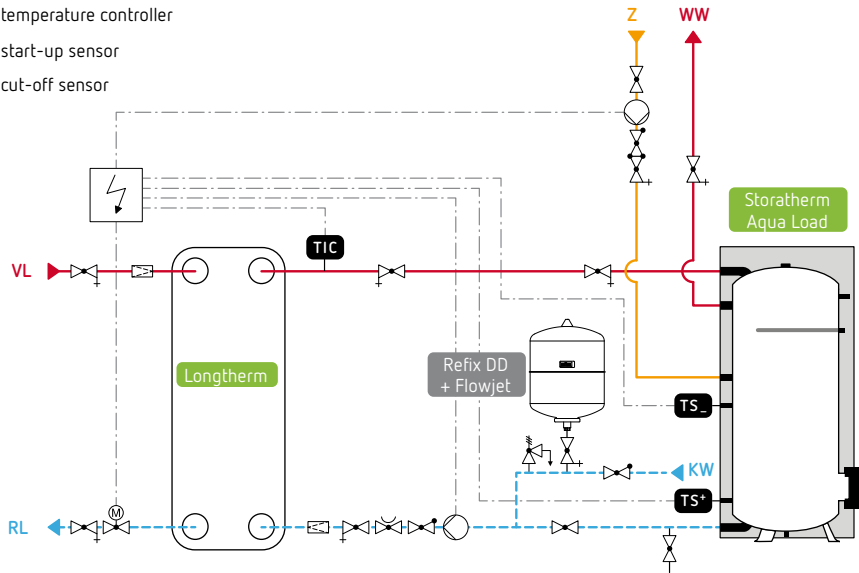 temperature controller
start-up sensor
cut-off sensor
Z
WW
Storatherm
Aqua Load
TIC
VL
Refix DD
+ Flowjet
Longtherm
TS_
KW
TS+
M
RL